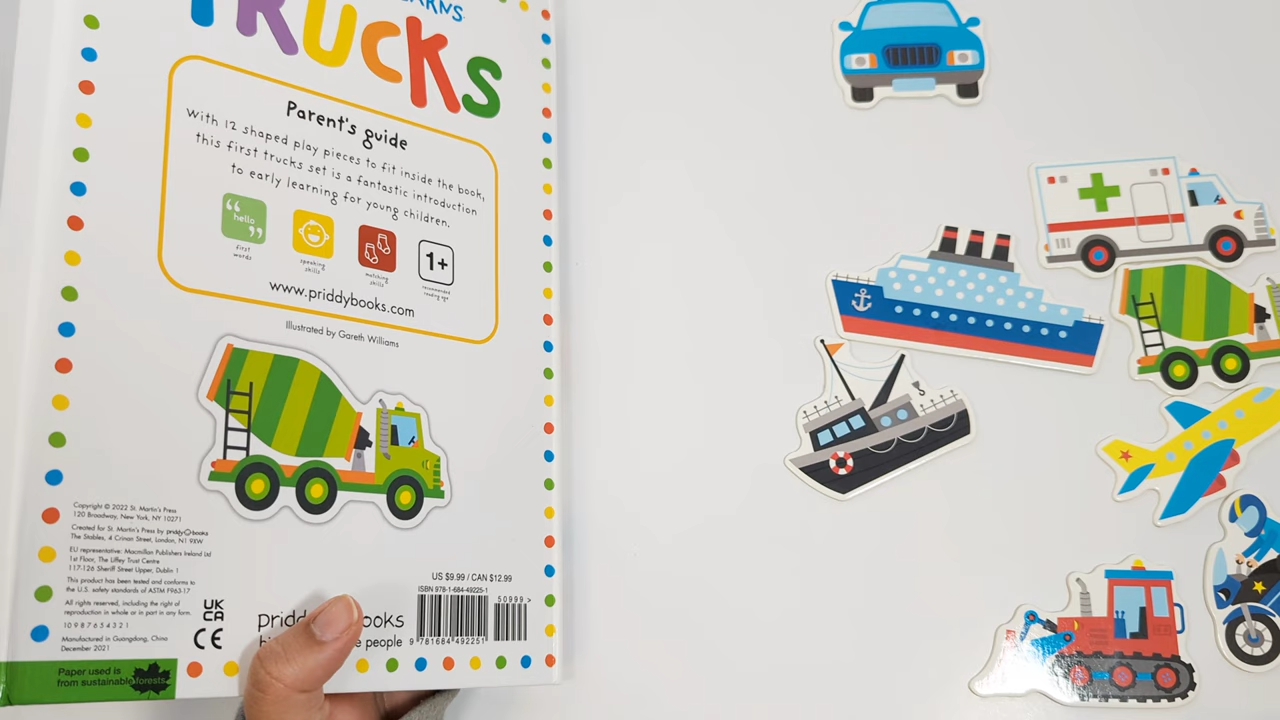 LEARNS
TRUCKS
Parent's guide
With 12 shaped play pieces to fit inside the book,
this first trucks set is a fantastic introduction
to early learning for young children.
hello
first
words
speaking
skills
matching
skills
1+
recommended
reading age
www.priddybooks.com
Illustrated by Gareth Williams
Copyright © 2022 St. Martin's Press
120 Broadway, New York, NY 10271
Created for St. Martin's Press by priddy books
The Stables, 4 Crinan Street, London, N1 9XW
EU representative: Macmillan Publishers Ireland Ltd
1st Floor, The Liffey Trust Centre
117-126 Sheriff Street Upper, Dublin 1
This product has been tested and conforms to
the U.S. safety standards of ASTM F963-17
All rights reserved, including the right of
reproduction in whole or in part in any form.
10 9 8 7 6 5 4 3 2 1
Manufactured in Guangdong, China
December 2021
UK
CA
CE
US $9.99 / CAN $12.99
ISBN 978-1-684-49225-1
50999 >
9 781684 492251
priddy books
people
Paper used is
from sustainable forests